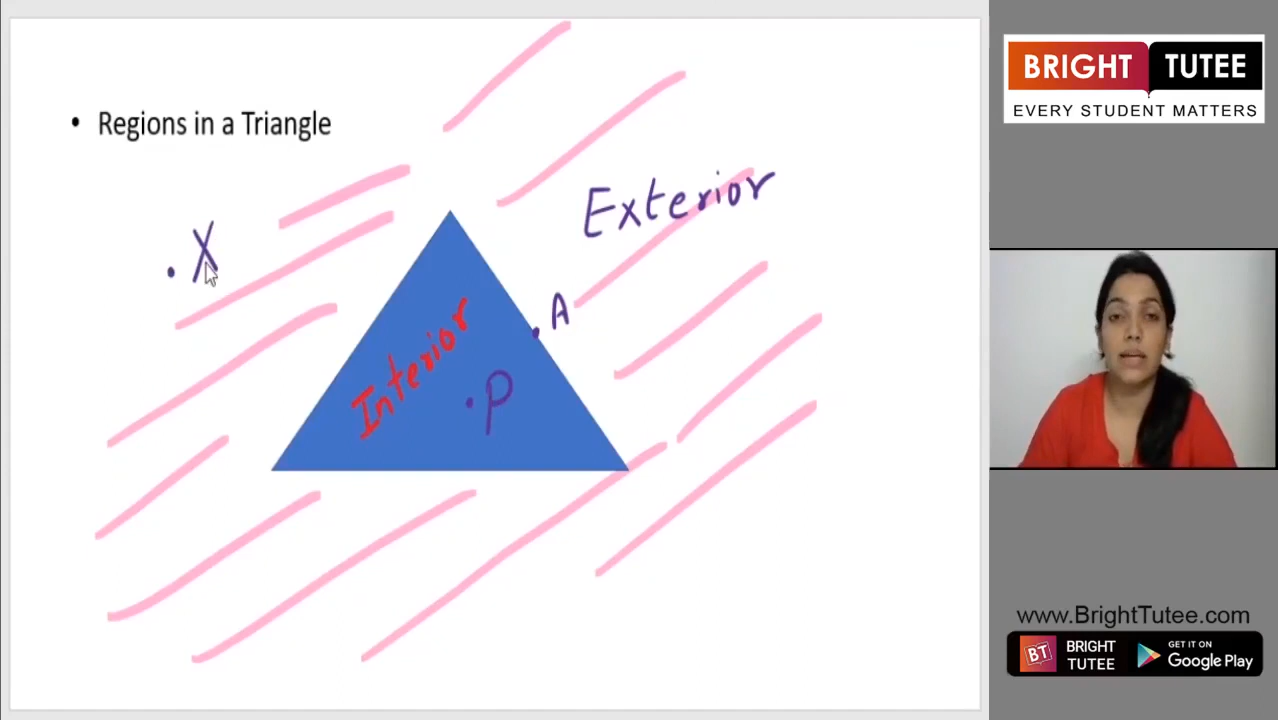 • Regions in a Triangle
X
Exterior
A
Interior
P
BRIGHT TUTEE
EVERY STUDENT MATTERS
www.BrightTutee.com
BT
BRIGHT
TUTEE
GET IT ON
Google Play